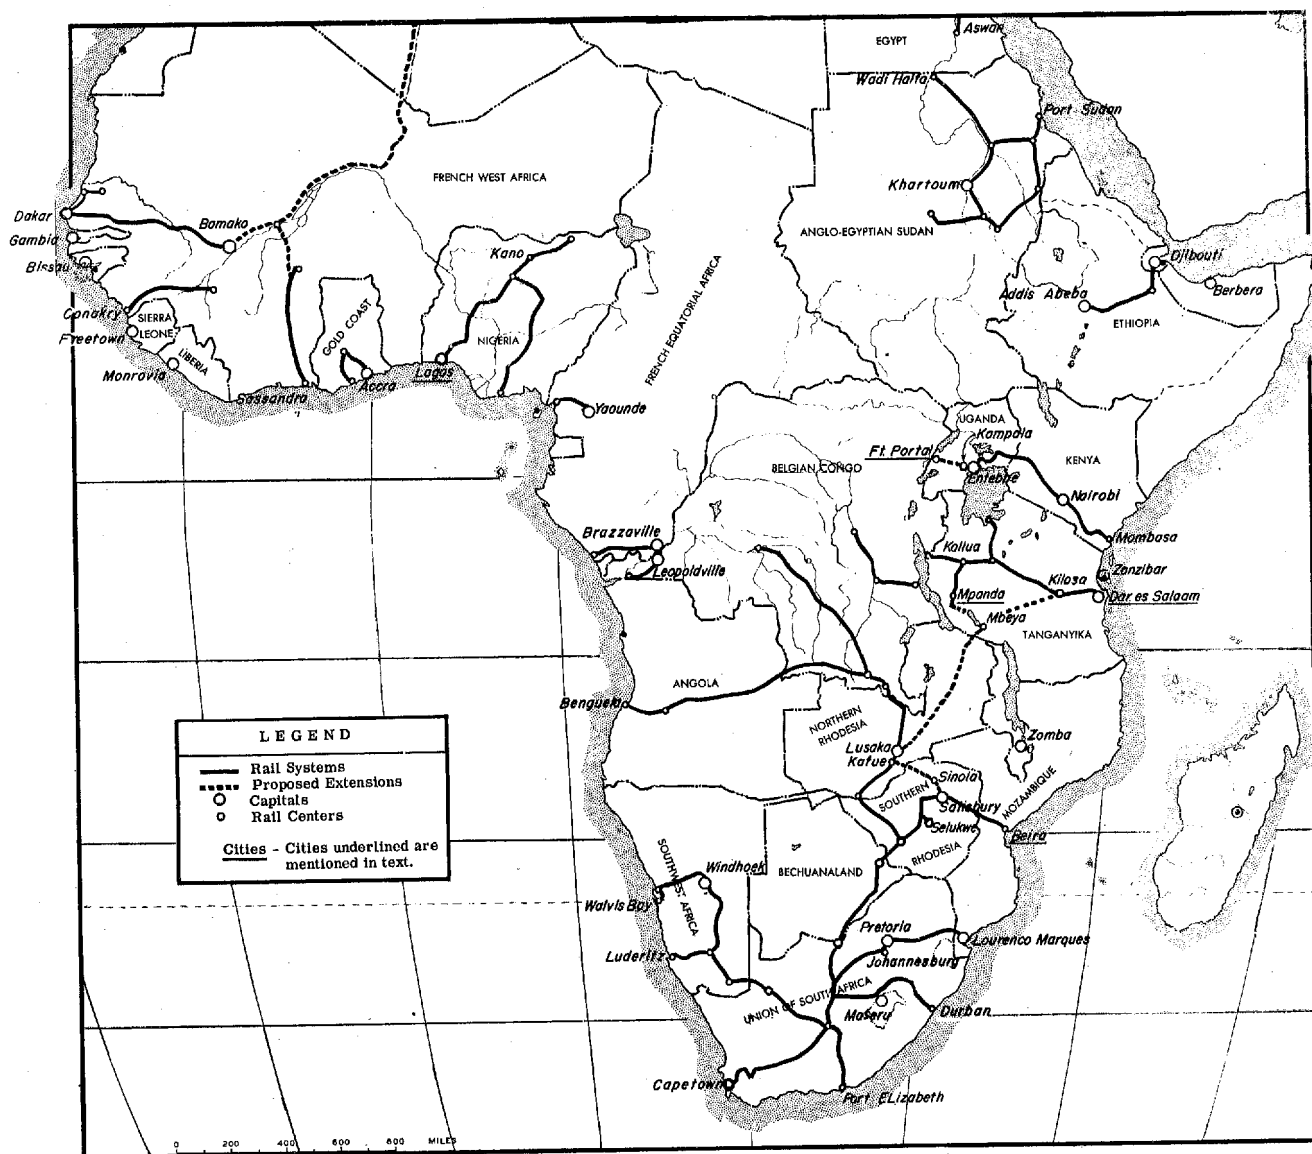 Aswan
EGYPT
Wadi Halfa
Port Sudan
FRENCH WEST AFRICA
Khartoum
Dakar
Bamako
Gambia
ANGLO-EGYPTIAN SUDAN
Kano
Djibouti
Bissau
FRENCH EQUATORIAL AFRICA
Addis Abeba
Berbera
Conakry
SIERRA
LEONE
GOLD COAST
ETHIOPIA
Freetown
NIGERIA
LIBERIA
Monrovia
Lagos
Accra
Sassandra
Yaounde
UGANDA
Kampala
Ft. Portal
BELGIAN CONGO
KENYA
Entebbe
Nairobi
Brazzaville
Mombasa
Kaliua
Leopoldville
Zanzibar
Kilosa
Mpanda
Dar es Salaam
Mbeya
TANGANYIKA
ANGOLA
Benguela
NORTHERN
RHODESIA
Zomba
Lusaka
Katue
Sinola
MOZAMBIQUE
SOUTHERN
Salisbury
Selukwe
Beira
RHODESIA
LEGEND
Rail Systems
Proposed Extensions
Capitals
Rail Centers
Cities - Cities underlined are
mentioned in text.
SOUTHWEST AFRICA
Windhoek
BECHUANALAND
Walvis Bay
Pretoria
Lourenco Marques
Luderitz
Johannesburg
UNION OF SOUTH AFRICA
Maseru
Durban
Capetown
Port ELizabeth
0 200 400 600 800 MILES